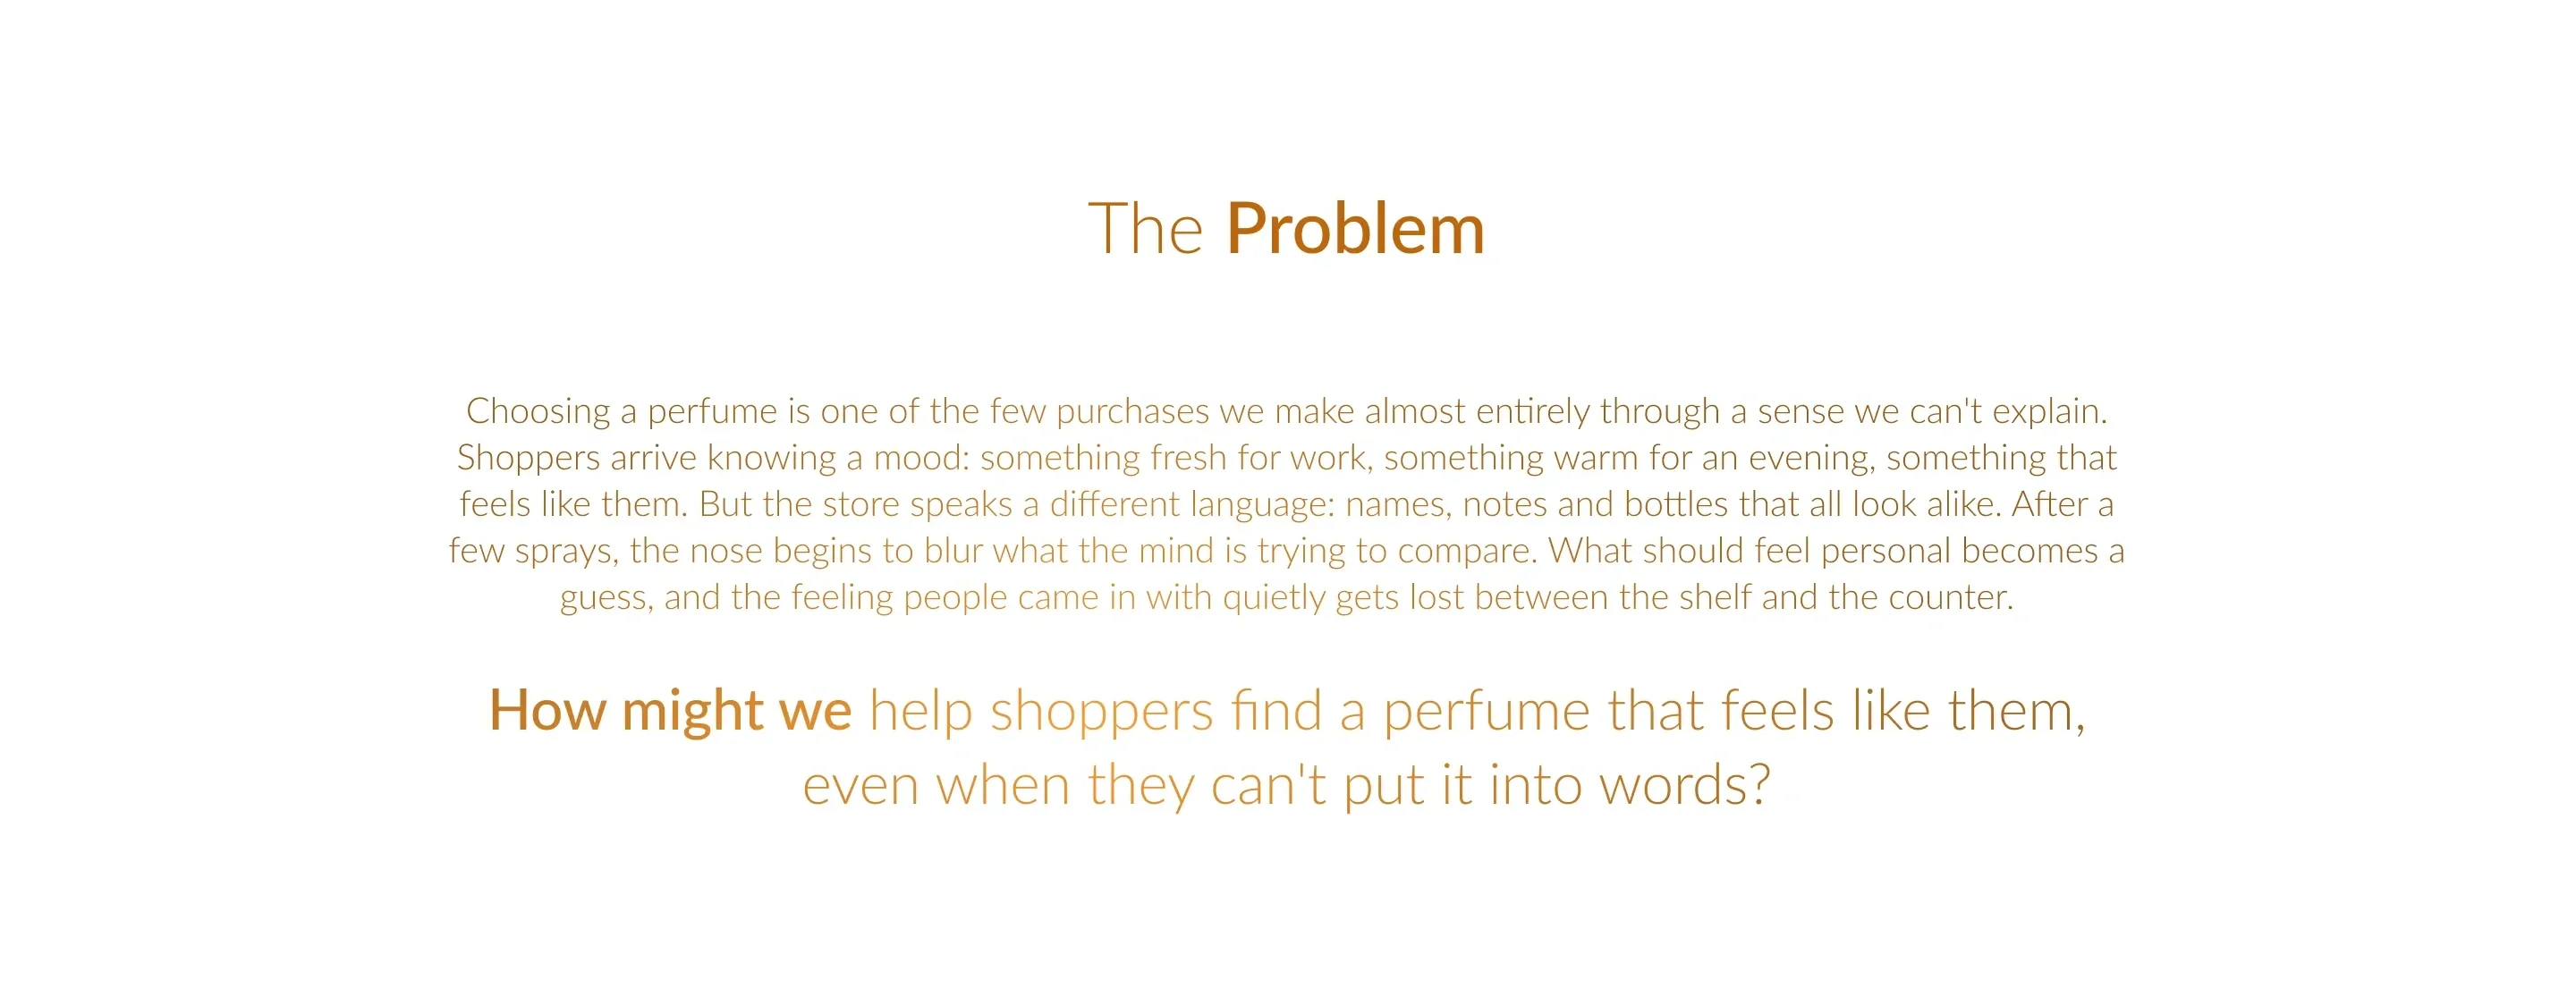 The Problem
Choosing a perfume is one of the few purchases we make almost entirely through a sense we can't explain.
Shoppers arrive knowing a mood: something fresh for work, something warm for an evening, something that
feels like them. But the store speaks a different language: names, notes and bottles that all look alike. After a
few sprays, the nose begins to blur what the mind is trying to compare. What should feel personal becomes a
guess, and the feeling people came in with quietly gets lost between the shelf and the counter.
How might we help shoppers find a perfume that feels like them,
even when they can't put it into words?